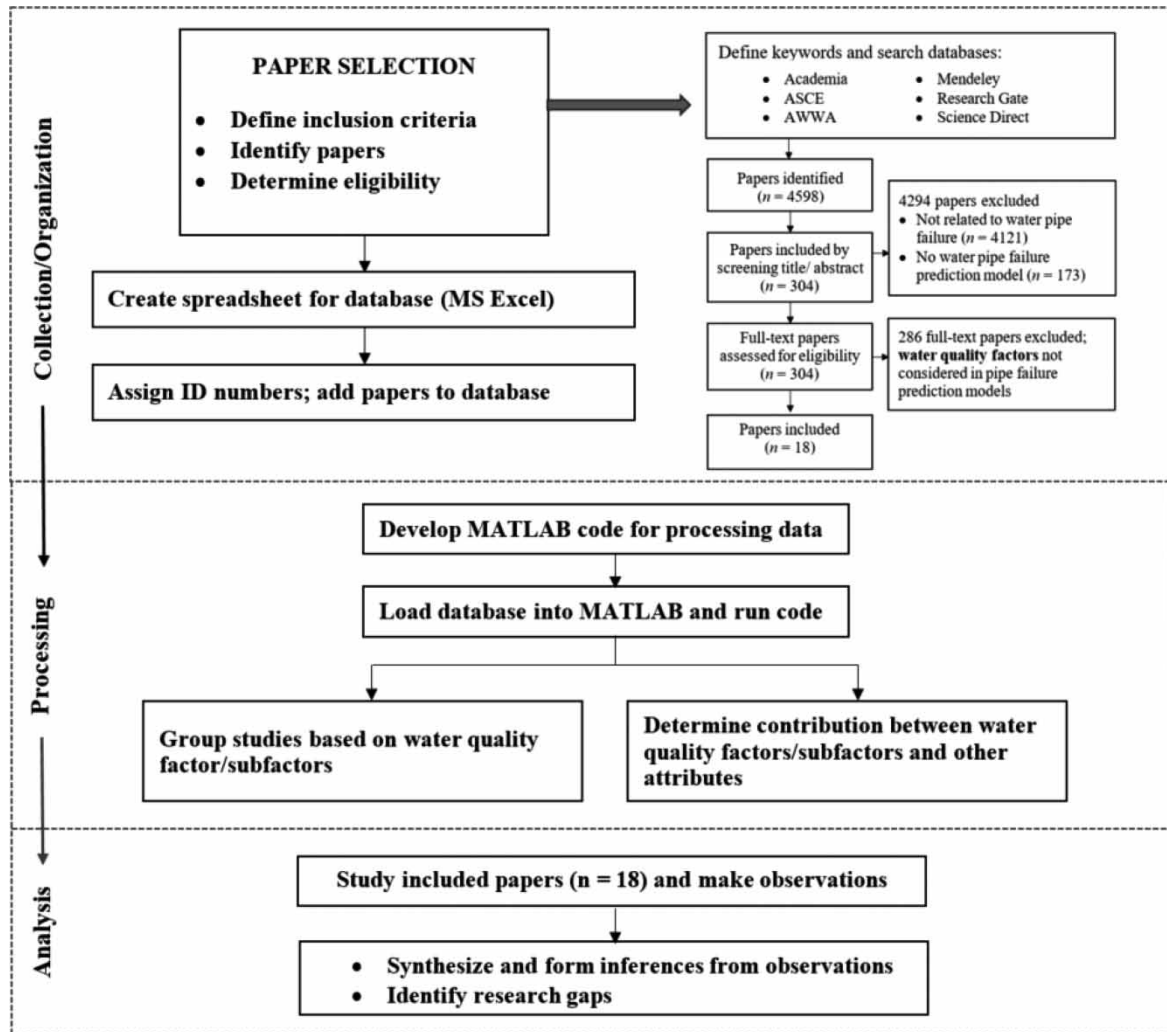 Collection/Organization
PAPER SELECTION
• Define inclusion criteria
• Identify papers
• Determine eligibility
Create spreadsheet for database (MS Excel)
Assign ID numbers; add papers to database
Define keywords and search databases:
• Academia
• ASCE
• AWWA
• Mendeley
• Research Gate
• Science Direct
Papers identified
(n = 4598)
4294 papers excluded
• Not related to water pipe
failure (n = 4121)
• No water pipe failure
prediction model (n = 173)
Papers included by
screening title/ abstract
(n = 304)
Full-text papers
assessed for eligibility
(n = 304)
286 full-text papers excluded;
water quality factors not
considered in pipe failure
prediction models
Papers included
(n = 18)
Processing
Develop MATLAB code for processing data
Load database into MATLAB and run code
Group studies based on water quality
factor/subfactors
Determine contribution between water
quality factors/subfactors and other
attributes
Analysis
Study included papers (n = 18) and make observations
• Synthesize and form inferences from observations
• Identify research gaps